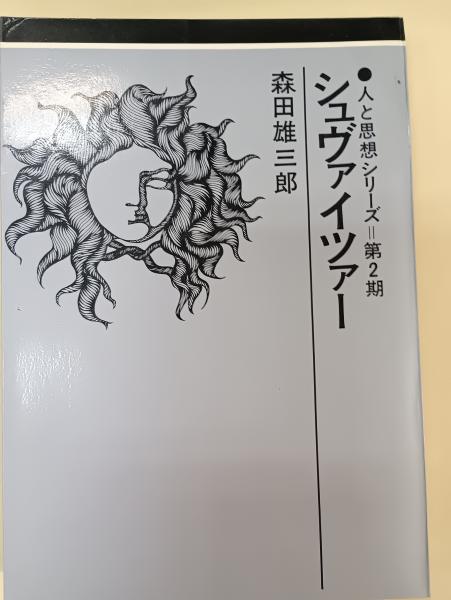 ●人と思想シリーズ=第2期
シュヴァイツァー
森田雄三郎